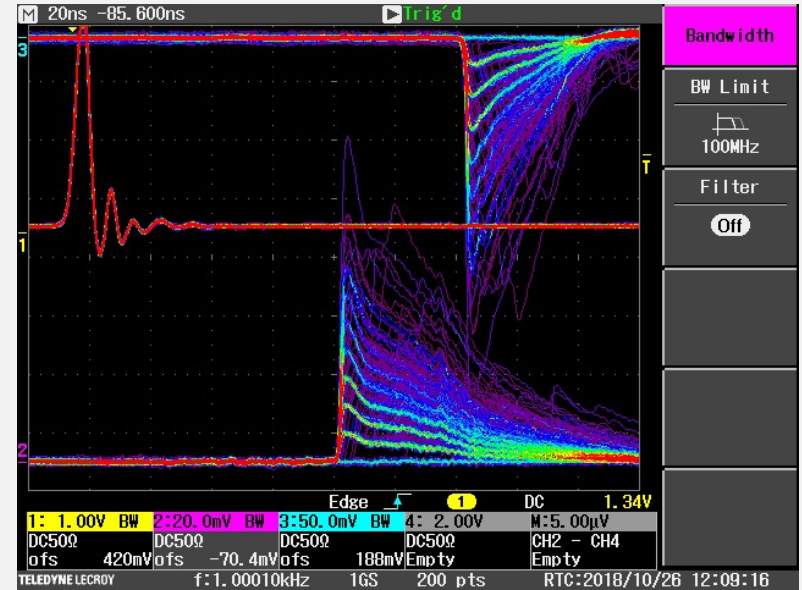 M 20ns -85.600ns Trig'd
Bandwidth
BW Limit
100MHz
Filter
Off
3
T
1
2
Edge 1 DC 1.34V
1: 1.00V BW 2:20.0mV BW 3:50.0mV BW 4: 2.00V M:5.00µV
DC50Ω DC50Ω DC50Ω DC50Ω CH2 - CH4
ofs 420mV ofs -70.4mV ofs 188mV Empty Empty
TELEDYNE LECROY f:1.00010kHz 1GS 200 pts RTC:2018/10/26 12:09:16